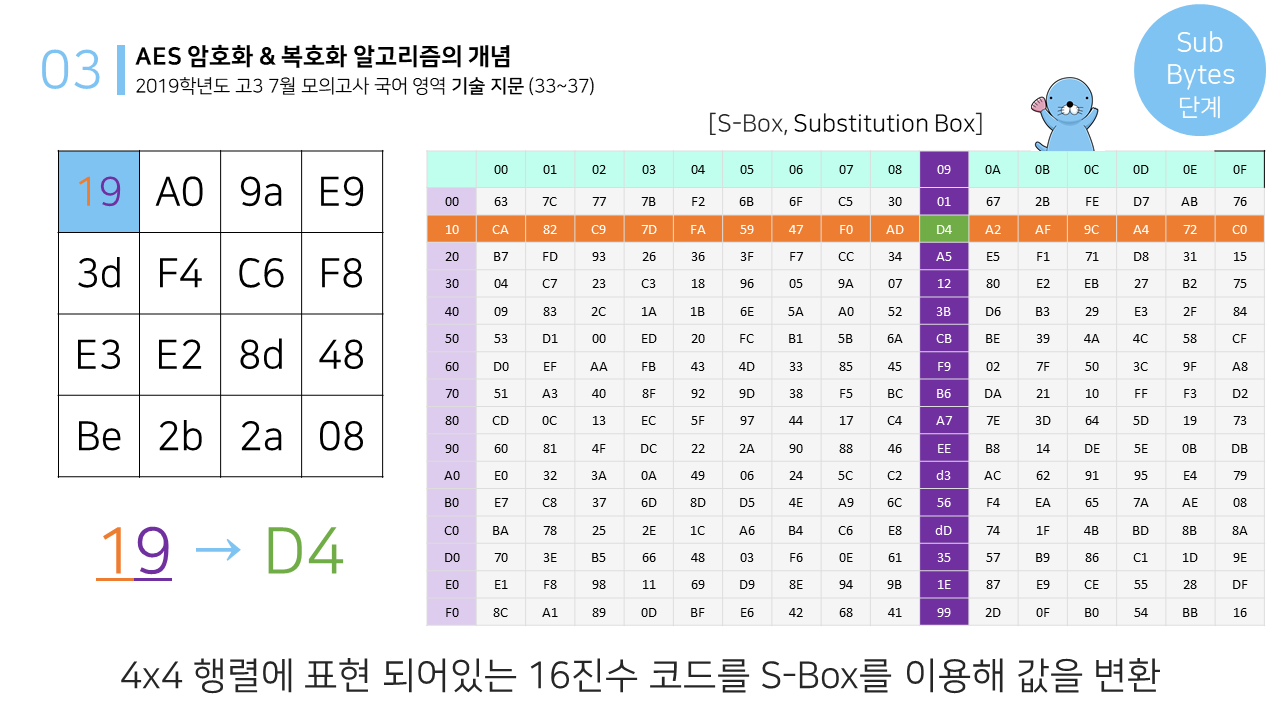 03
AES 암호화 & 복호화 알고리즘의 개념
2019학년도 고3 7월 모의고사 국어 영역 기술 지문 (33~37)
Sub
Bytes
단계
[S-Box, Substitution Box]
19 A0 9a E9
3d F4 C6 F8
E3 E2 8d 48
Be 2b 2a 08
19 → D4
00 01 02 03 04 05 06 07 08 09 0A 0B 0C 0D 0E 0F
00 63 7C 77 7B F2 6B 6F C5 30 01 67 2B FE D7 AB 76
10 CA 82 C9 7D FA 59 47 F0 AD D4 A2 AF 9C A4 72 C0
20 B7 FD 93 26 36 3F F7 CC 34 A5 E5 F1 71 D8 31 15
30 04 C7 23 C3 18 96 05 9A 07 12 80 E2 EB 27 B2 75
40 09 83 2C 1A 1B 6E 5A A0 52 3B D6 B3 29 E3 2F 84
50 53 D1 00 ED 20 FC B1 5B 6A CB BE 39 4A 4C 58 CF
60 D0 EF AA FB 43 4D 33 85 45 F9 02 7F 50 3C 9F A8
70 51 A3 40 8F 92 9D 38 F5 BC B6 DA 21 10 FF F3 D2
80 CD 0C 13 EC 5F 97 44 17 C4 A7 7E 3D 64 5D 19 73
90 60 81 4F DC 22 2A 90 88 46 EE B8 14 DE 5E 0B DB
A0 E0 32 3A 0A 49 06 24 5C C2 d3 AC 62 91 95 E4 79
B0 E7 C8 37 6D 8D D5 4E A9 6C 56 F4 EA 65 7A AE 08
C0 BA 78 25 2E 1C A6 B4 C6 E8 dD 74 1F 4B BD 8B 8A
D0 70 3E B5 66 48 03 F6 0E 61 35 57 B9 86 C1 1D 9E
E0 E1 F8 98 11 69 D9 8E 94 9B 1E 87 E9 CE 55 28 DF
F0 8C A1 89 0D BF E6 42 68 41 99 2D 0F B0 54 BB 16
4x4 행렬에 표현 되어있는 16진수 코드를 S-Box를 이용해 값을 변환